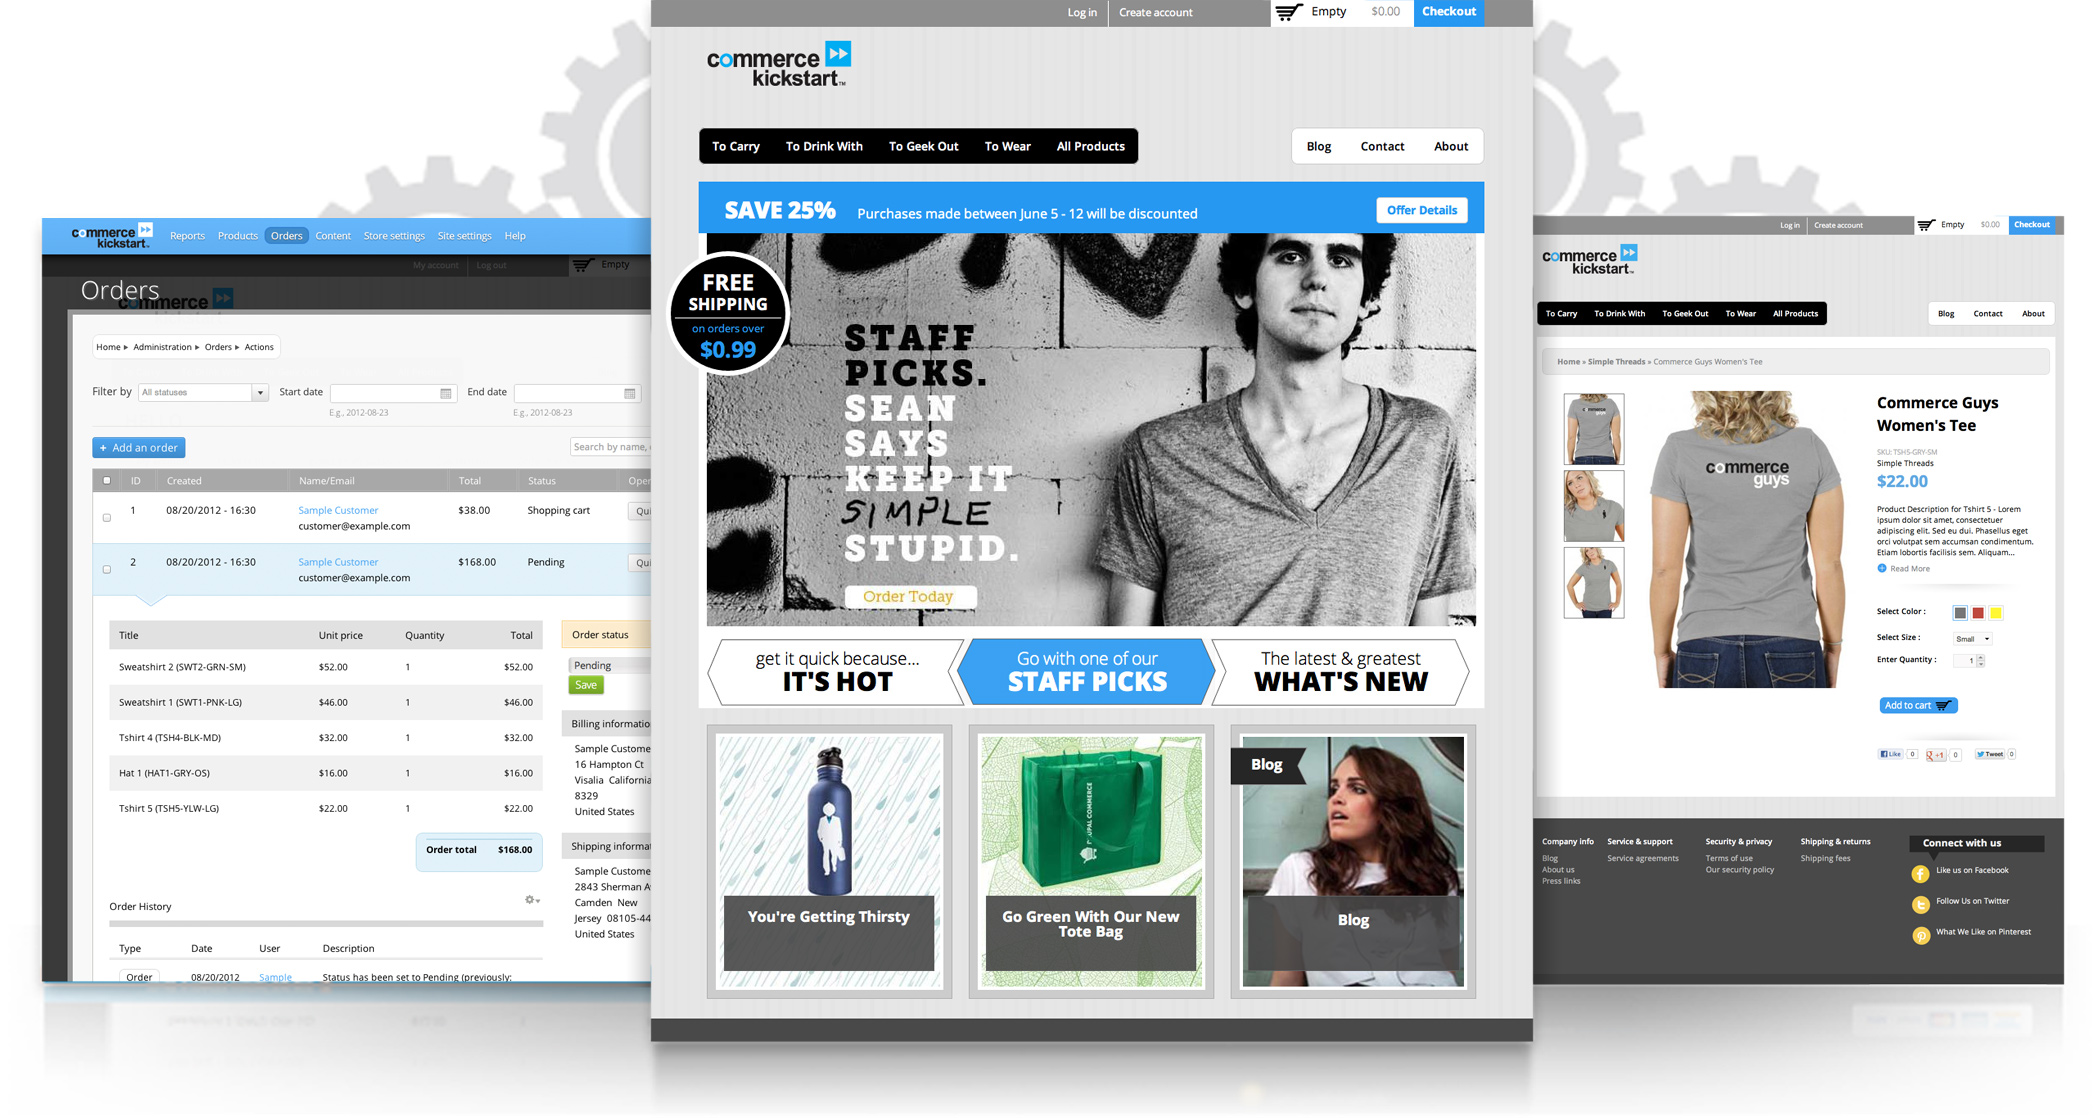 commerce
kickstart™
Reports Products Orders Content Store settings Site settings Help
My account Log out Empty
Orders
commerce
Home ▸ Administration ▸ Orders ▸ Actions
Filter by All statuses Start date End date
E.g., 2012-08-23 E.g., 2012-08-23
+ Add an order Search by name,
ID Created Name/Email Total Status Oper
1 08/20/2012 - 16:30 Sample Customer $38.00 Shopping cart Qui
customer@example.com
2 08/20/2012 - 16:30 Sample Customer $168.00 Pending Qui
customer@example.com
Title Unit price Quantity Total
Sweatshirt 2 (SWT2-GRN-SM) $52.00 1 $52.00
Sweatshirt 1 (SWT1-PNK-LG) $46.00 1 $46.00
Tshirt 4 (TSH4-BLK-MD) $32.00 1 $32.00
Hat 1 (HAT1-GRY-OS) $16.00 1 $16.00
Tshirt 5 (TSH5-YLW-LG) $22.00 1 $22.00
Order total $168.00
Order status
Pending
Save
Billing informatio
Sample Custome
16 Hampton Ct
Visalia California
8329
United States
Shipping informat
Sample Custome
2843 Sherman A
Camden New
Jersey 08105-44
United States
Order History
Type Date User Description
Order 08/20/2012 Sample Status has been set to Pending (previously:
Log in Create account Empty $0.00 Checkout
commerce
kickstart™
To Carry To Drink With To Geek Out To Wear All Products
Blog Contact About
SAVE 25% Purchases made between June 5 - 12 will be discounted Offer Details
FREE
SHIPPING
on orders over
$0.99
STAFF
PICKS.
SEAN
SAYS
KEEP IT
SIMPLE
STUPID.
Order Today
get it quick because...
IT'S HOT
Go with one of our
STAFF PICKS
The latest & greatest
WHAT'S NEW
You're Getting Thirsty
Go Green With Our New
Tote Bag
Blog
Blog
Log in Create account Empty $0.00 Checkout
commerce
kickstart™
To Carry To Drink With To Geek Out To Wear All Products
Blog Contact About
Home » Simple Threads » Commerce Guys Women's Tee
commerce
guys
Commerce Guys
Women's Tee
SKU: TSH5-GRY-SM
Simple Threads
$22.00
Product Description for Tshirt 5 - Lorem
ipsum dolor sit amet, consectetuer
adipiscing elit. Sed eu dui. Phasellus eget
orci volutpat sem accumsan condimentum.
Etiam lobortis facilisis sem. Aliquam...
Read More
Select Color :
Select Size : Small
Enter Quantity : 1
Add to cart
Like 0 +1 0 Tweet 0
Company info Service & support Security & privacy Shipping & returns
Blog Service agreements Terms of use Shipping fees
About us Our security policy
Press links
Connect with us
Like us on Facebook
Follow Us on Twitter
What We Like on Pinterest